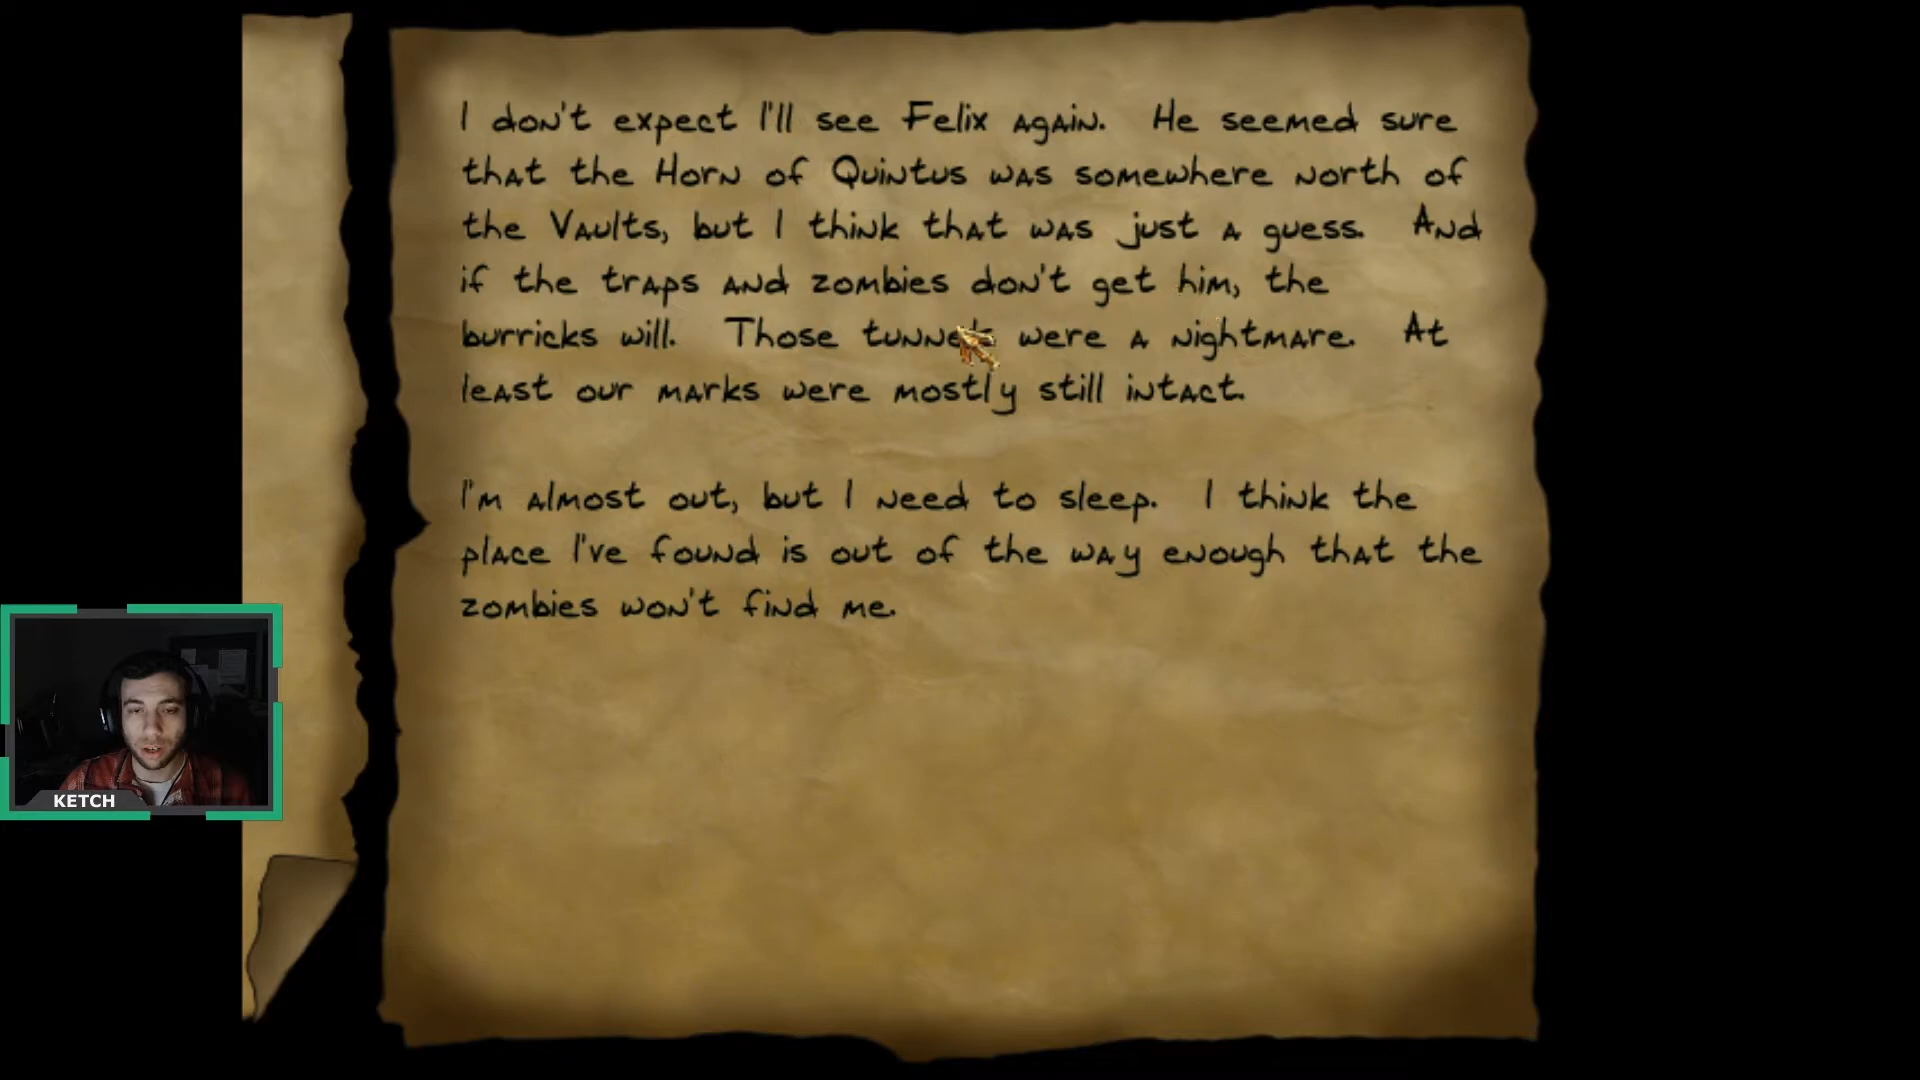 I don't expect I'll see Felix again. He seemed sure
that the Horn of Quintus was somewhere north of
the Vaults, but I think that was just a guess. And
if the traps and zombies don't get him, the
burricks will. Those tunnels were a nightmare. At
least our marks were mostly still intact.
I'm almost out, but I need to sleep. I think the
place I've found is out of the way enough that the
zombies won't find me.
KETCH